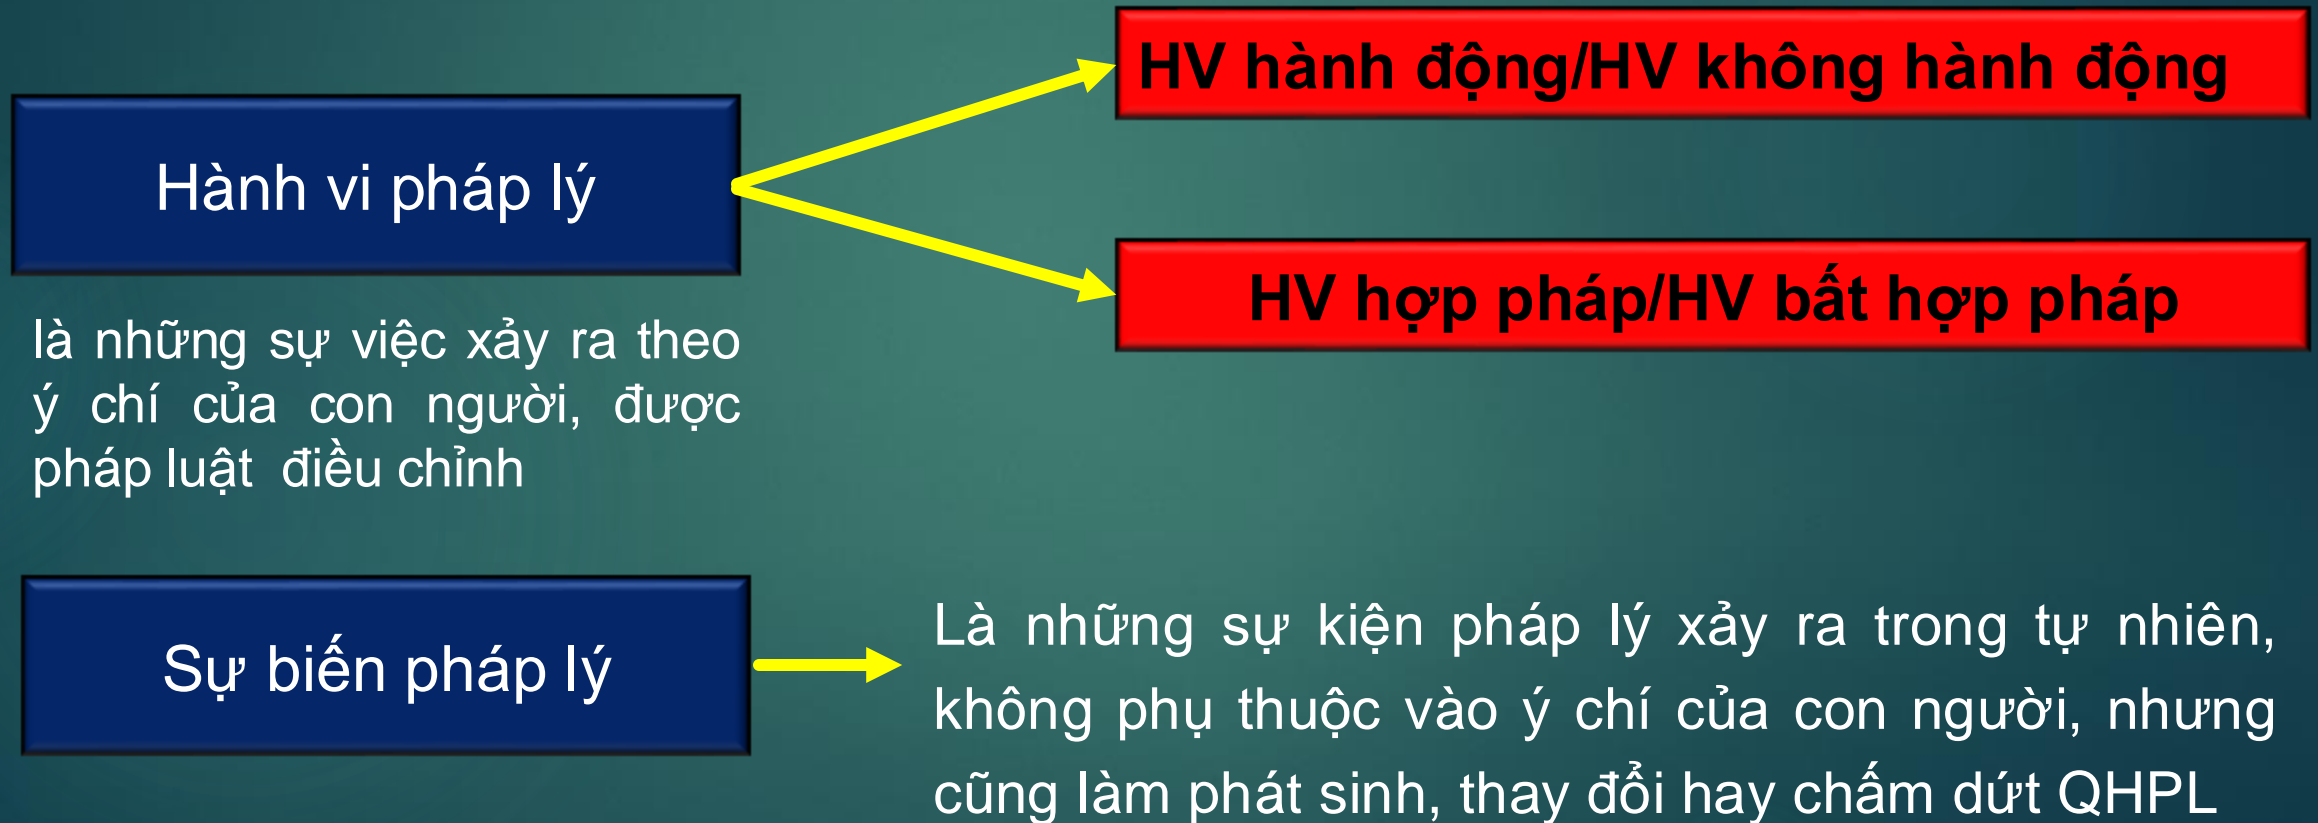 HV hành động/HV không hành động
Hành vi pháp lý
HV hợp pháp/HV bất hợp pháp
là những sự việc xảy ra theo
ý chí của con người, được
pháp luật điều chỉnh
Sự biến pháp lý
Là những sự kiện pháp lý xảy ra trong tự nhiên,
không phụ thuộc vào ý chí của con người, nhưng
cũng làm phát sinh, thay đổi hay chấm dứt QHPL